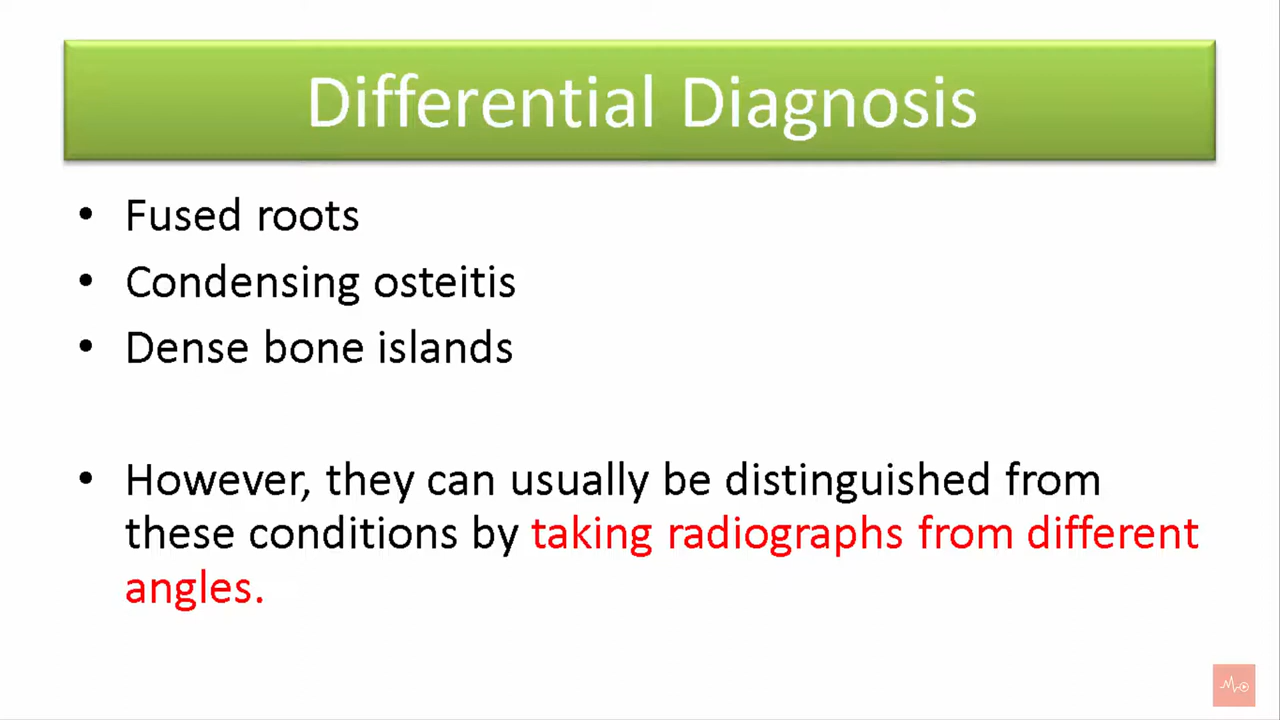 Differential Diagnosis
• Fused roots
• Condensing osteitis
• Dense bone islands
• However, they can usually be distinguished from
these conditions by taking radiographs from different
angles.